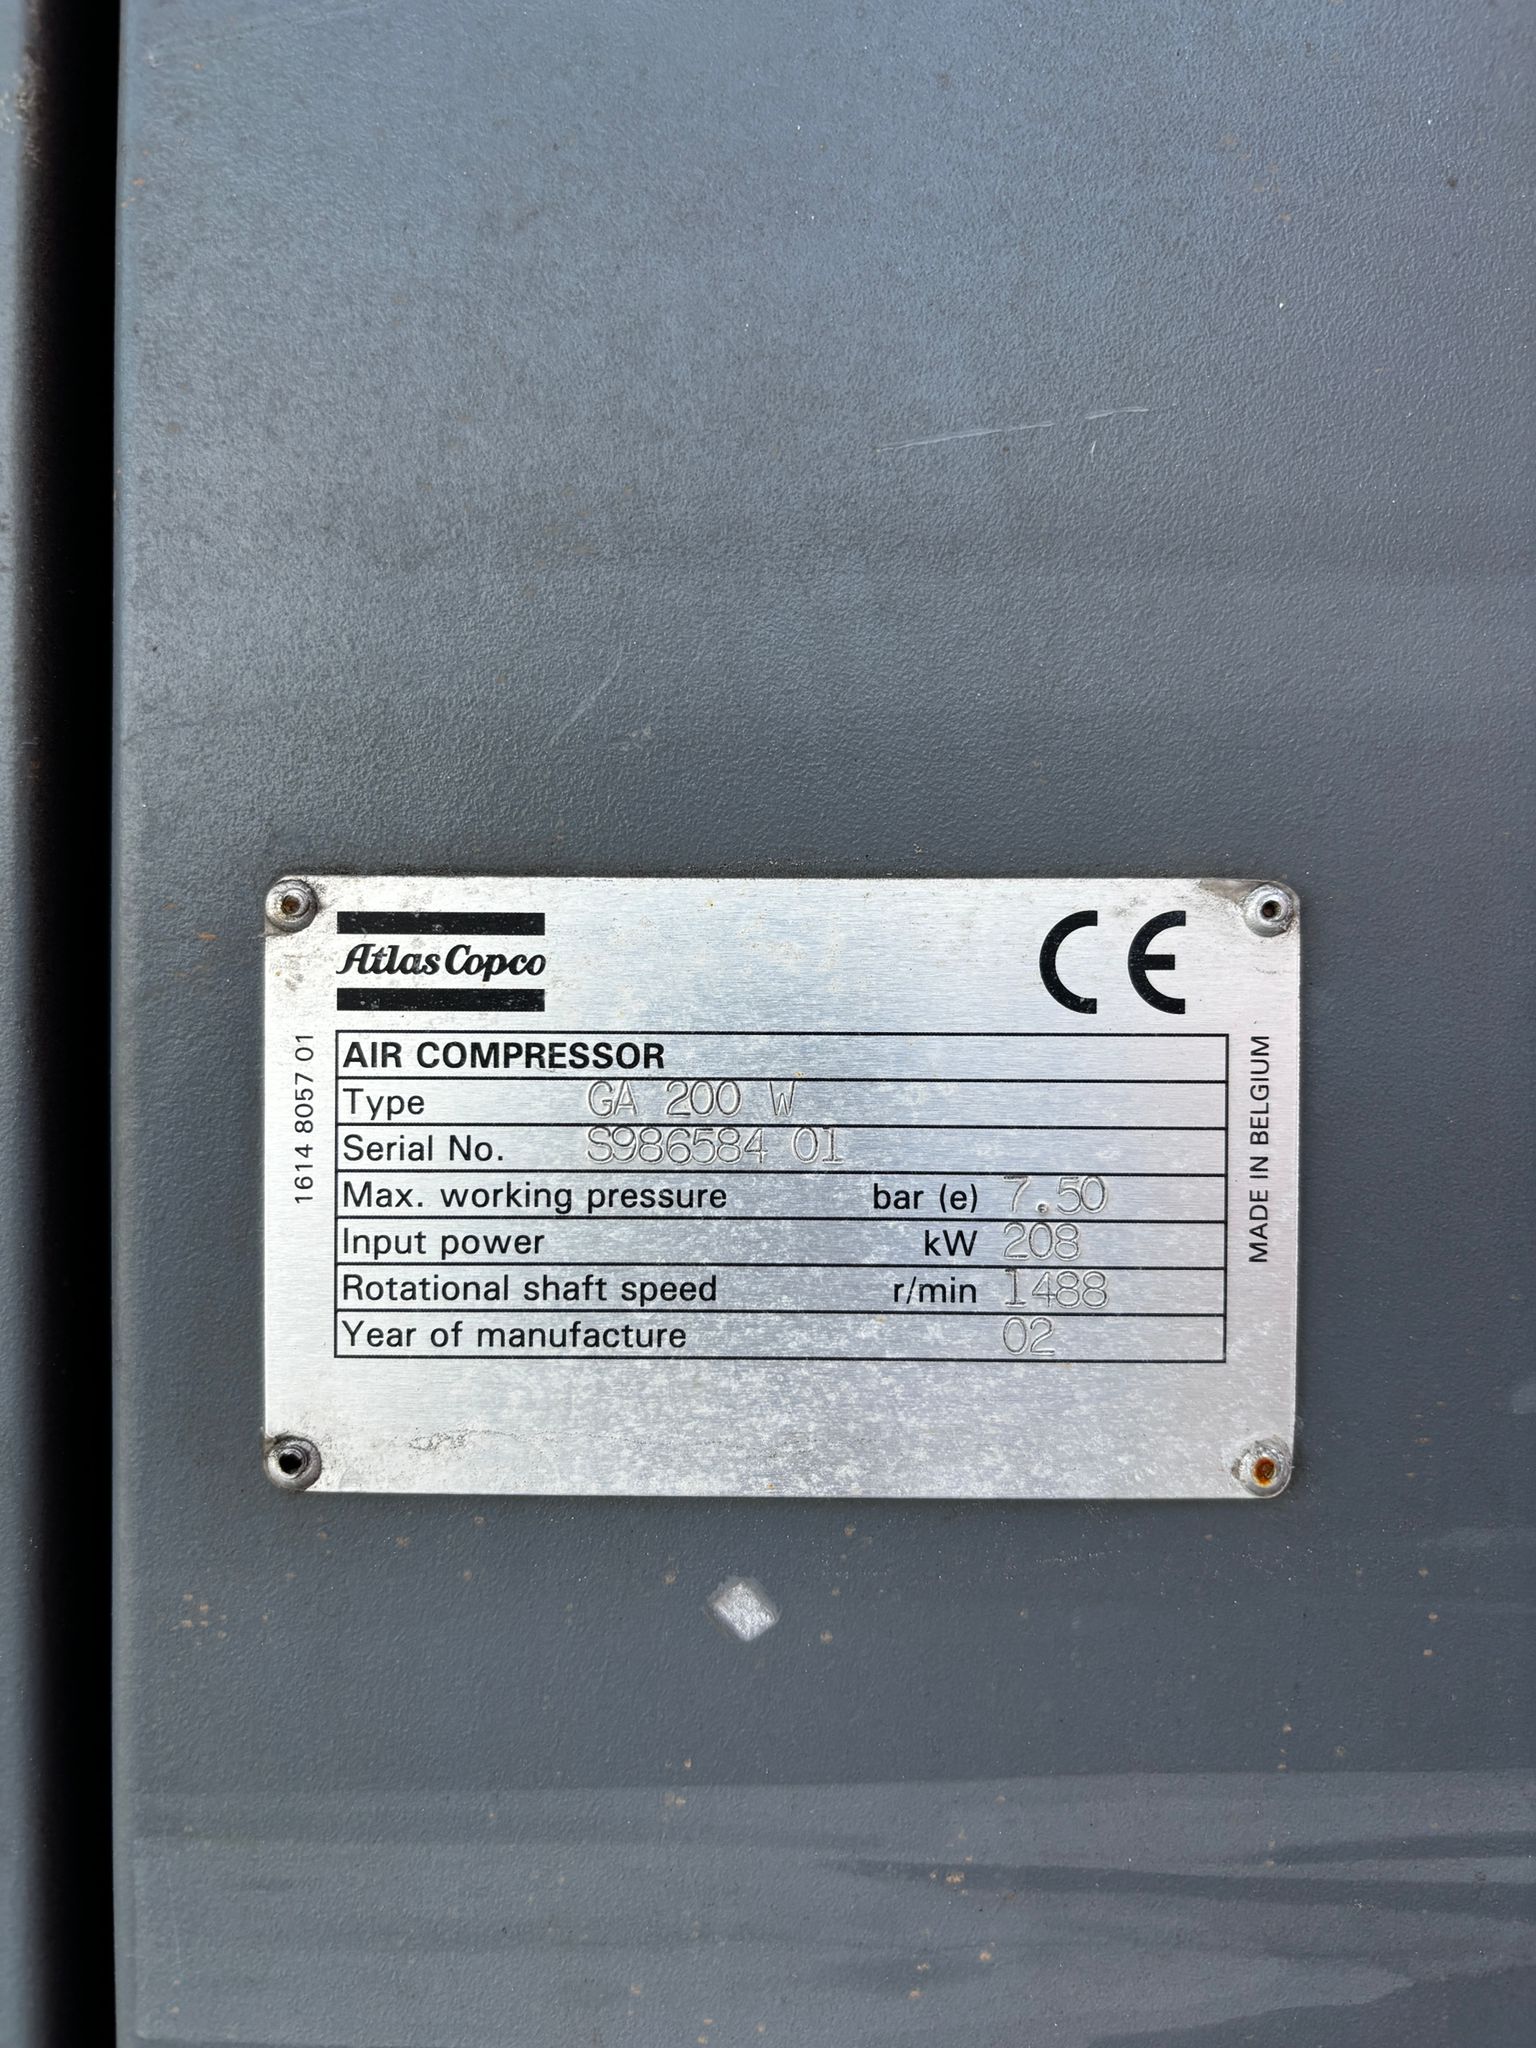 Atlas Copco
CE
AIR COMPRESSOR
Type GA 200 W
Serial No. S986584 01
Max. working pressure bar (e) 7.50
Input power kW 208
Rotational shaft speed r/min 1488
Year of manufacture 02
1614 8057 01
MADE IN BELGIUM